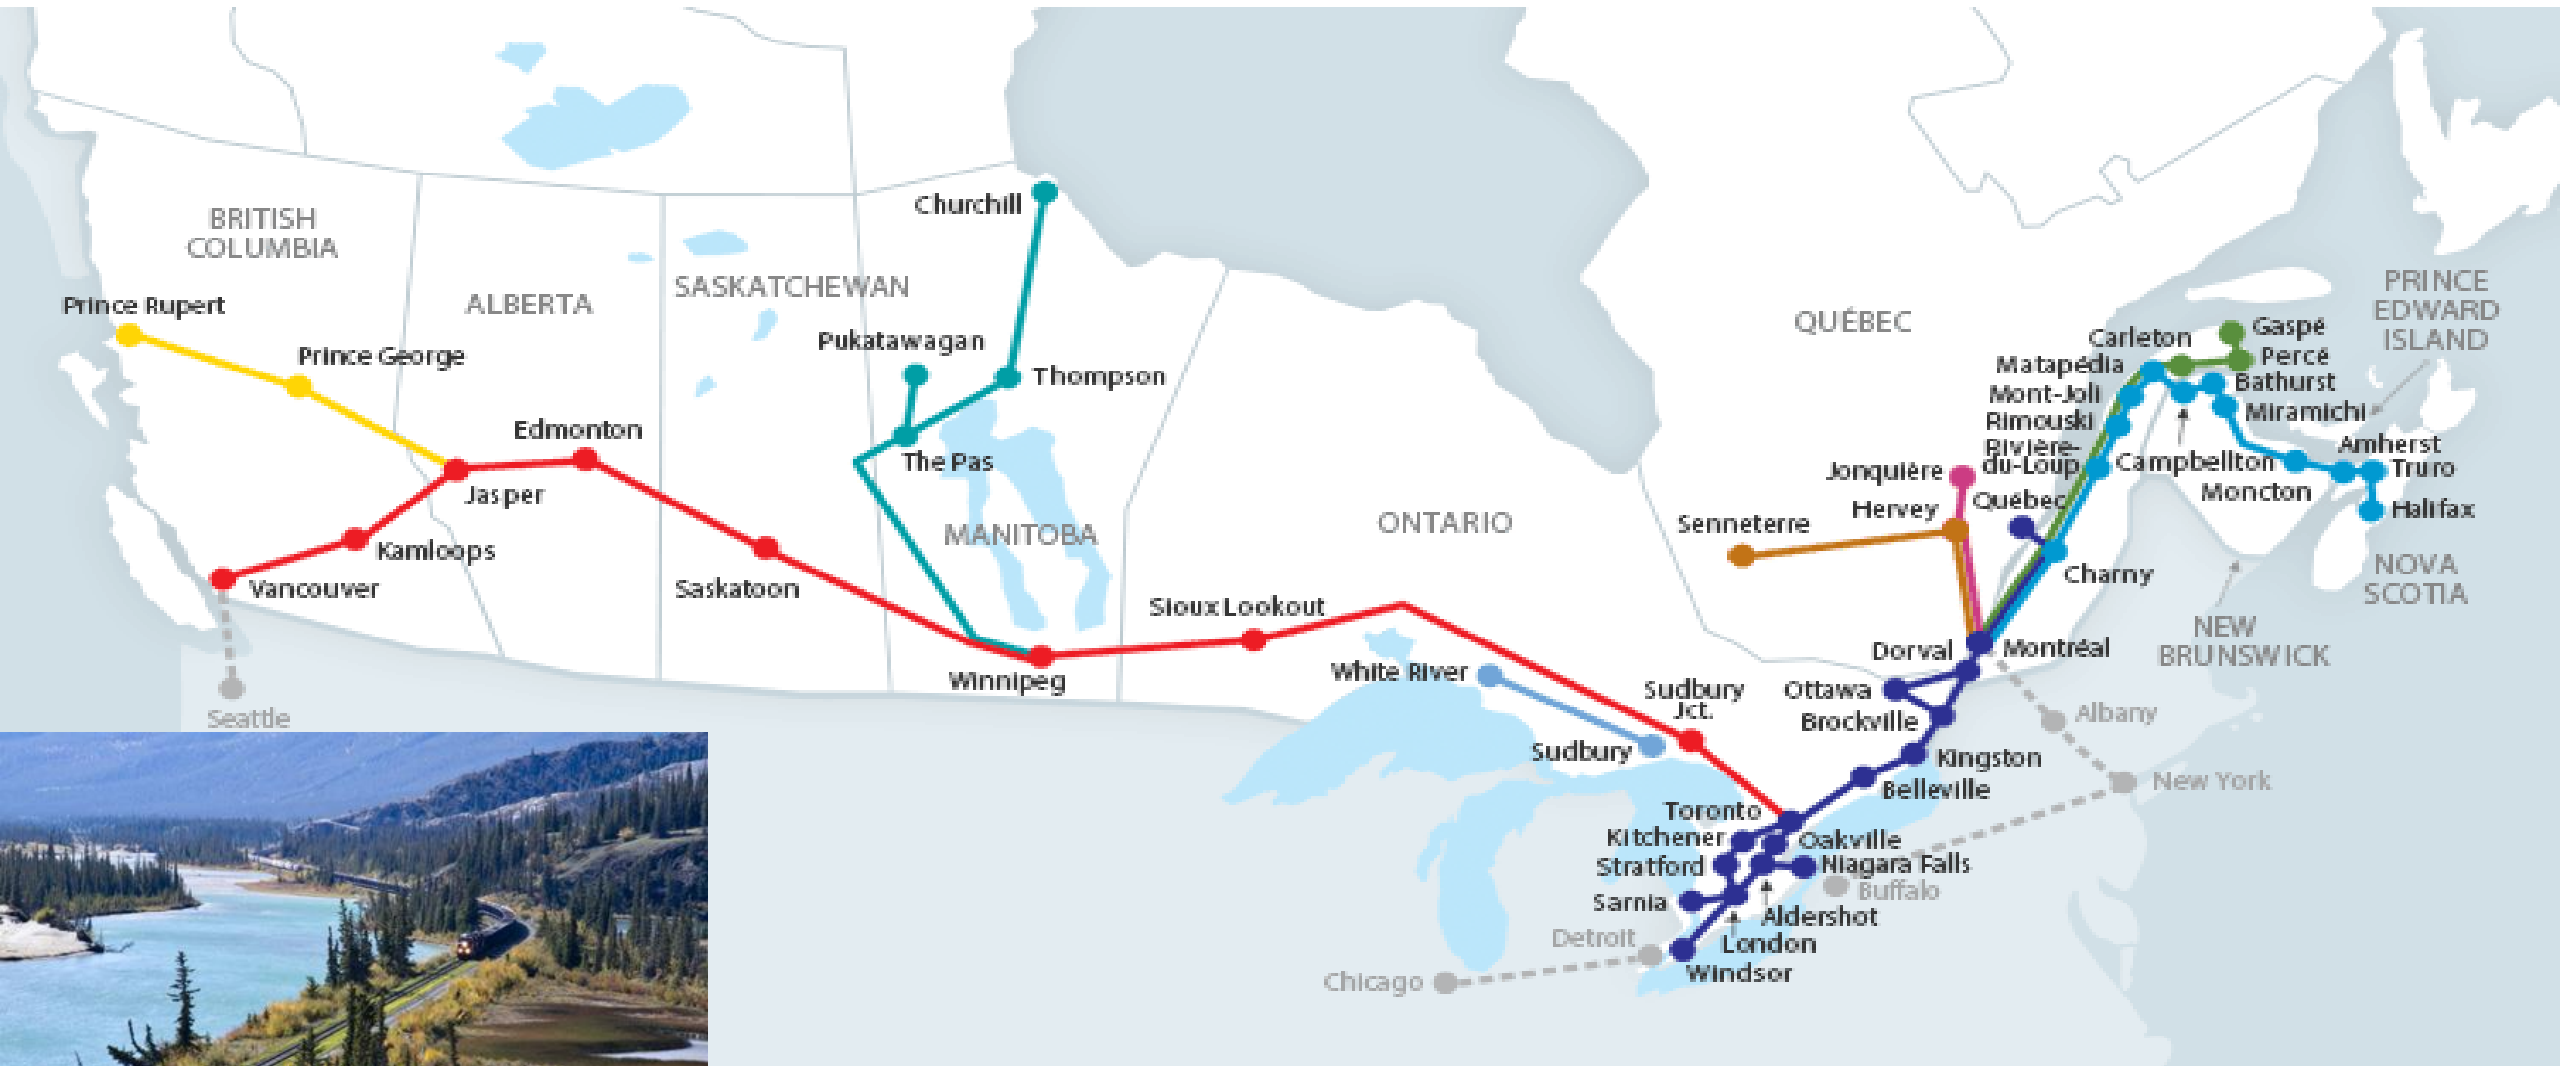 BRITISH
COLUMBIA
ALBERTA
SASKATCHEWAN
MANITOBA
ONTARIO
QUÉBEC
PRINCE
EDWARD
ISLAND
NOVA
SCOTIA
NEW
BRUNSWICK
Prince Rupert
Prince George
Edmonton
Jasper
Kamloops
Vancouver
Seattle
Saskatoon
Churchill
Pukatawagan
Thompson
The Pas
Winnipeg
Sioux Lookout
White River
Sudbury
Sudbury
Jct.
Toronto
Kitchener
Oakville
Stratford
Niagara Falls
Buffalo
Sarnia
Aldershot
London
Windsor
Detroit
Chicago
Belleville
Kingston
Brockville
Ottawa
Dorval
Montréal
Albany
New York
Senneterre
Hervey
Jonquière
Québec
Charny
Rivière-
du-Loup
Rimouski
Mont-Joli
Matapédia
Carleton
Gaspé
Percé
Bathurst
Miramichi
Campbellton
Moncton
Amherst
Truro
Halifax